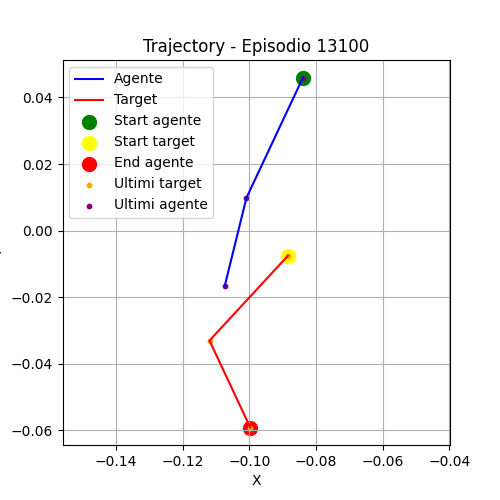 Trajectory - Episodio 13100
Agente
Target
Start agente
Start target
End agente
Ultimi target
Ultimi agente
0.04
0.02
0.00
−0.02
−0.04
−0.06
−0.14
−0.12
−0.10
−0.08
−0.06
−0.04
X